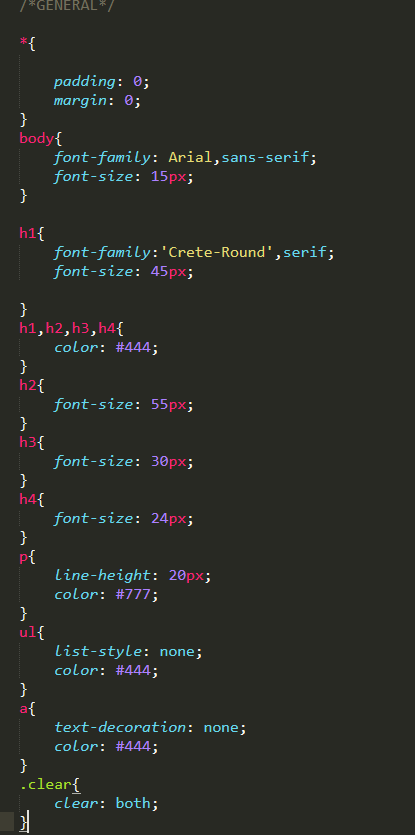 /*GENERAL*/
*{
padding: 0;
margin: 0;
}
body{
font-family: Arial,sans-serif;
font-size: 15px;
}
h1{
font-family:'Crete-Round',serif;
font-size: 45px;
}
h1,h2,h3,h4{
color: #444;
}
h2{
font-size: 55px;
}
h3{
font-size: 30px;
}
h4{
font-size: 24px;
}
p{
line-height: 20px;
color: #777;
}
ul{
list-style: none;
color: #444;
}
a{
text-decoration: none;
color: #444;
}
.clear{
clear: both;
}